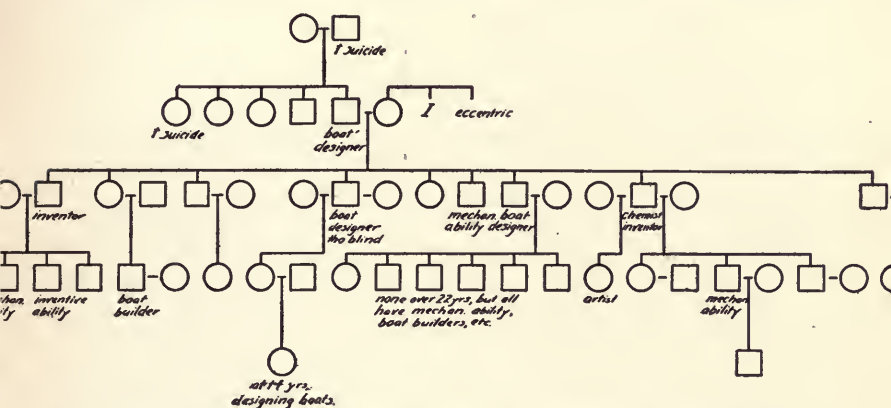 † suicide
† suicide
boat
designer
I
eccentric
inventor
boat
designer
tho blind
mechan.
ability
boat
designer
chemist
inventor
inventive
ability
boat
builder
none over 22 yrs, but all
have mechan. ability,
boat builders, etc.
artist
mechan.
ability
yrs,
designing boats.